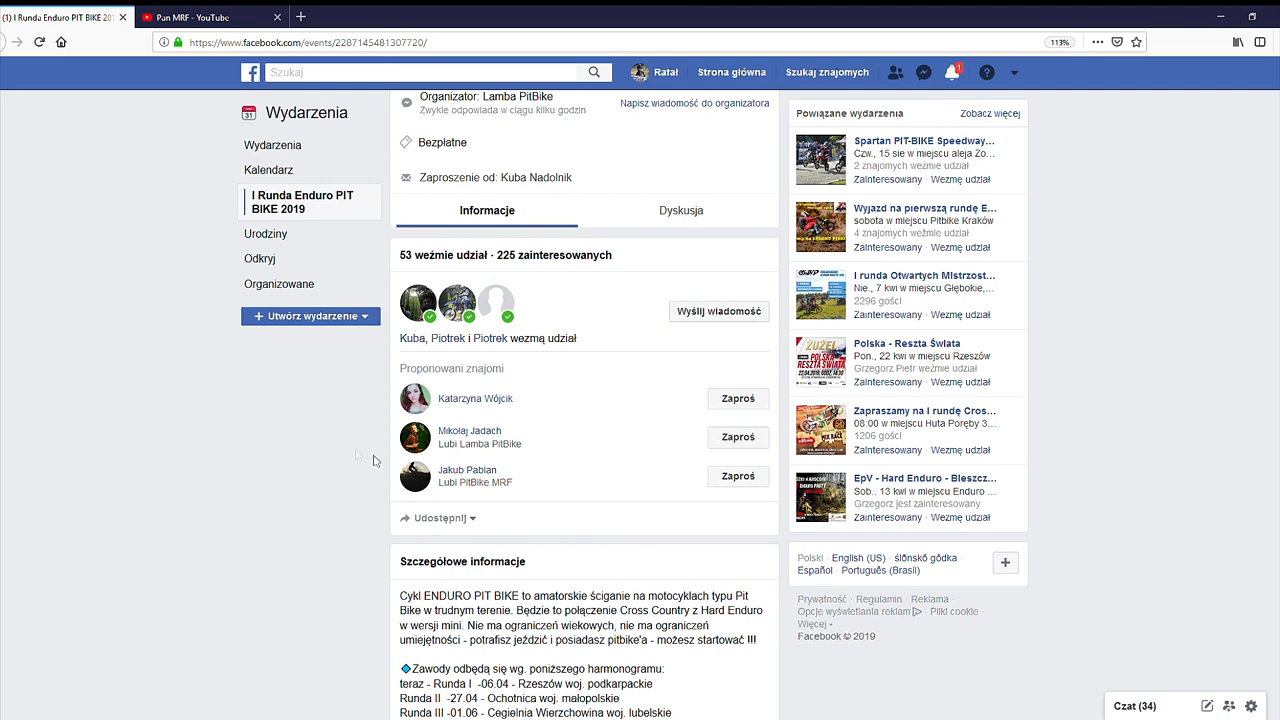 (1) I Runda Enduro PIT BIKE 201
Pan MRF - YouTube
https://www.facebook.com/events/2287145481307720/
113%
Szukaj
Ratał
Strona główna
Szukaj znajomych
1
31
Wydarzenia
Wydarzenia
Kalendarz
I Runda Enduro PIT
BIKE 2019
Urodziny
Odkryj
Organizowane
+ Utwórz wydarzenie
Organizator: Lamba PitBike
Zwykle odpowiada w ciągu kilku godzin
Napisz wiadomość do organizatora
Bezpłatne
Zaproszenie od: Kuba Nadolnik
Informacje
Dyskusja
53 weźmie udział · 225 zainteresowanych
Wyślij wiadomość
Kuba, Piotrek i Piotrek wezmą udział
Proponowani znajomi
Katarzyna Wójcik
Zaproś
Mikołaj Jadach
Lubi Lamba PitBike
Zaproś
Jakub Pablan
Lubi PitBike MRF
Zaproś
Udostępnij
Szczegółowe informacje
Cykl ENDURO PIT BIKE to amatorskie ściganie na motocyklach typu Pit
Bike w trudnym terenie. Będzie to połączenie Cross Country z Hard Enduro
w wersji mini. Nie ma ograniczeń wiekowych, nie ma ograniczeń
umiejętności - potrafisz jeździć i posiadasz pitbike'a - możesz startować !!!
Zawody odbędą się wg. poniższego harmonogramu:
teraz - Runda I -06.04 - Rzeszów woj. podkarpackie
Runda II -27.04 - Ochotnica woj. małopolskie
Runda III -01.06 - Cegielnia Wierzchowina woj. lubelskie
Powiązane wydarzenia
Zobacz więcej
Spartan PIT-BIKE Speedway...
Czw., 15 sie w miejscu aleja Żo...
2 znajomych weźmie udział
Zainteresowany · Wezmę udział
Wyjazd na pierwszą rundę E...
sobota w miejscu Pitbike Kraków
4 znajomych weźmie udział
Zainteresowany · Wezmę udział
I runda Otwartych Mistrzost...
Nie., 7 kwi w miejscu Głębokie,...
2296 gości
Zainteresowany · Wezmę udział
Polska - Reszta Świata
Pon., 22 kwi w miejscu Rzeszów
Grzegorz Pietr weźmie udział
Zainteresowany · Wezmę udział
Zapraszamy na I rundę Cros...
08:00 w miejscu Huta Poręby 3...
1206 gości
Zainteresowany · Wezmę udział
EpV - Hard Enduro - Bleszcz...
Sob., 13 kwi w miejscu Enduro ...
Grzegorz jest zainteresowany
Zainteresowany · Wezmę udział
Polski · English (US) · ślōnskŏ gŏdka ·
Español · Português (Brasil)
Prywatność · Regulamin · Reklama ·
Opcje wyświetlania reklam · Pliki cookie ·
Więcej
Facebook © 2019
Czat (34)